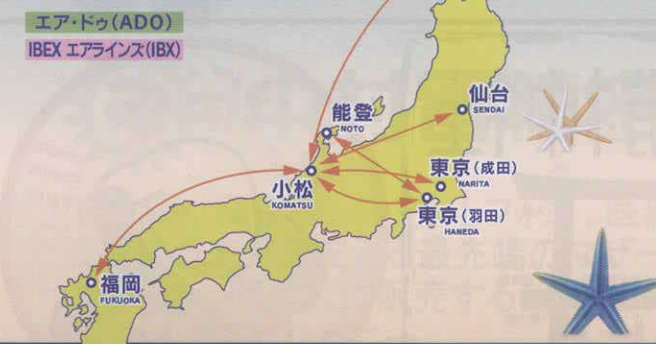 エア・ドゥ(ADO)
IBEX エアラインズ(IBX)
仙台
SENDAI
能登
NOTO
東京(成田)
NARITA
小松
KOMATSU
東京(羽田)
HANEDA
福岡
FUKUOKA